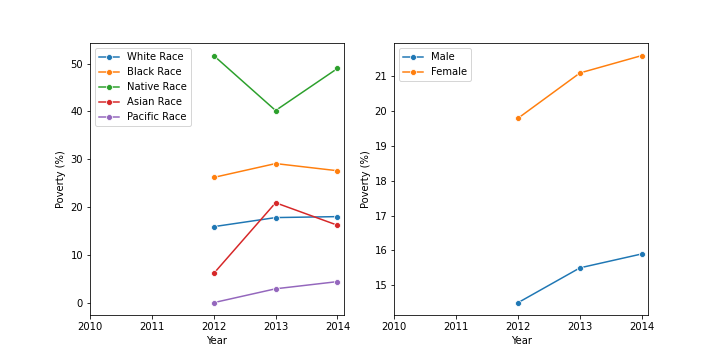 White Race
Black Race
Native Race
Asian Race
Pacific Race
50
40
30
20
10
0
Poverty (%)
2010 2011 2012 2013 2014
Year
Male
Female
21
20
19
18
17
16
15
Poverty (%)
2010 2011 2012 2013 2014
Year